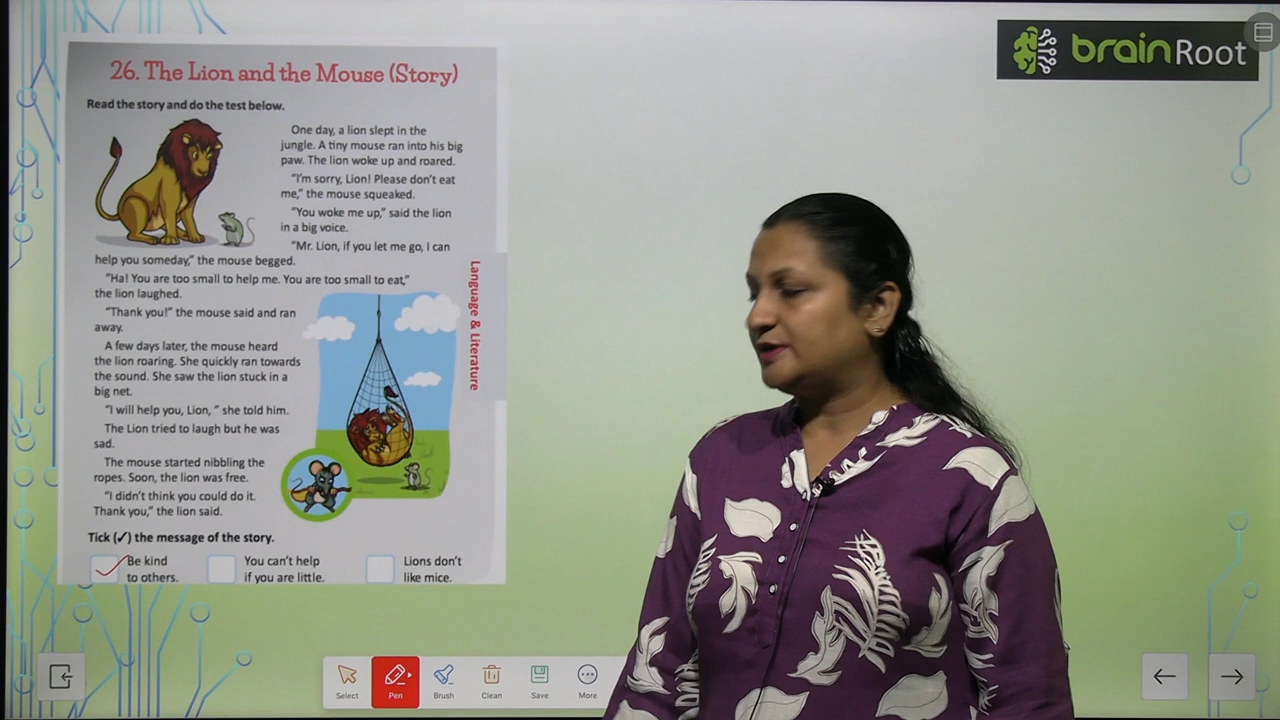 brainRoot
26. The Lion and the Mouse (Story)
Read the story and do the test below.
One day, a lion slept in the
jungle. A tiny mouse ran into his big
paw. The lion woke up and roared.
"I'm sorry, Lion! Please don't eat
me," the mouse squeaked.
"You woke me up," said the lion
in a big voice.
"Mr. Lion, if you let me go, I can
help you someday," the mouse begged.
"Ha! You are too small to help me. You are too small to eat,"
the lion laughed.
"Thank you!" the mouse said and ran
away.
A few days later, the mouse heard
the lion roaring. She quickly ran towards
the sound. She saw the lion stuck in a
big net.
"I will help you, Lion, " she told him.
The Lion tried to laugh but he was
sad.
The mouse started nibbling the
ropes. Soon, the lion was free.
"I didn't think you could do it.
Thank you," the lion said.
Language & Literature
Tick (✓) the message of the story.
Be kind
to others.
You can't help
if you are little.
Lions don't
like mice.
Select
Pen
Brush
Clean
Save
More